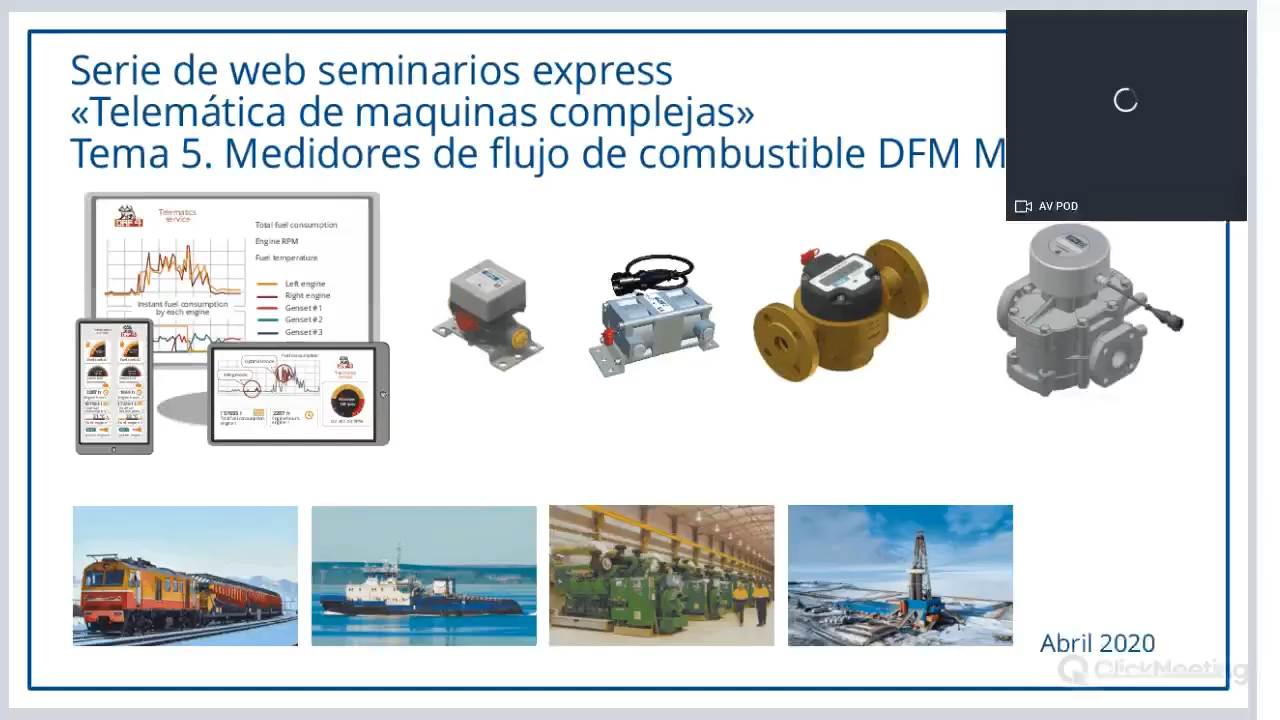 Serie de web seminarios express
«Telemática de maquinas complejas»
Tema 5. Medidores de flujo de combustible DFM M
AV POD
Telematics
service
Total fuel consumption
Engine RPM
Fuel temperature
Left engine
Right engine
Genset #1
Genset #2
Genset #3
Instant fuel consumption
by each engine
Fuel consumption
Abril 2020
ClickMeeting